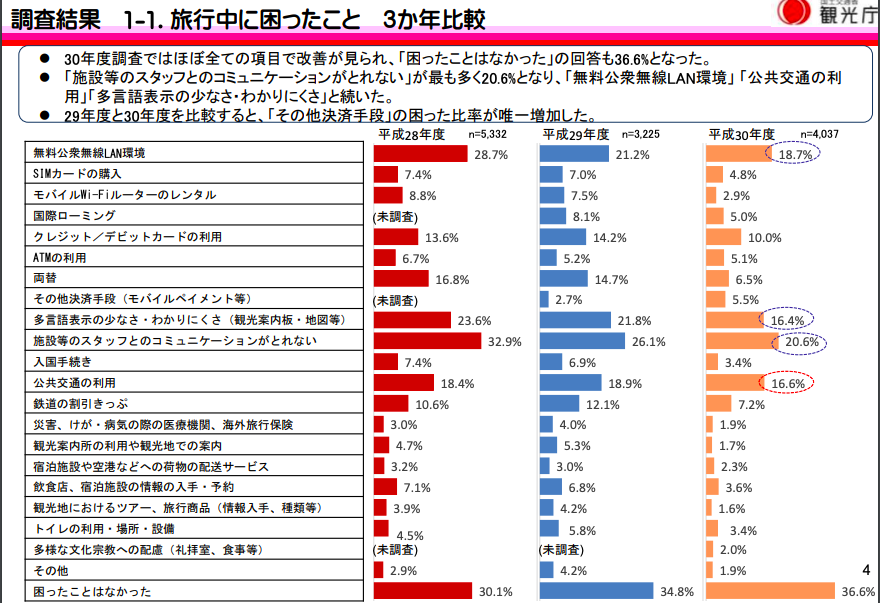 調査結果 1-1. 旅行中に困ったこと 3か年比較
観光庁
● 30年度調査ではほぼ全ての項目で改善が見られ、「困ったことはなかった」の回答も36.6%となった。
● 「施設等のスタッフとのコミュニケーションがとれない」が最も多く20.6%となり、「無料公衆無線LAN環境」「公共交通の利
用」「多言語表示の少なさ・わかりにくさ」と続いた。
● 29年度と30年度を比較すると、「その他決済手段」の困った比率が唯一増加した。
平成28年度 n=5,332 平成29年度 n=3,225 平成30年度 n=4,037
無料公衆無線LAN環境 28.7% 21.2% 18.7%
SIMカードの購入 7.4% 7.0% 4.8%
モバイルWi-Fiルーターのレンタル 8.8% 7.5% 2.9%
国際ローミング (未調査) 8.1% 5.0%
クレジット／デビットカードの利用 13.6% 14.2% 10.0%
ATMの利用 6.7% 5.2% 5.1%
両替 16.8% 14.7% 6.5%
その他決済手段（モバイルペイメント等） (未調査) 2.7% 5.5%
多言語表示の少なさ・わかりにくさ（観光案内板・地図等） 23.6% 21.8% 16.4%
施設等のスタッフとのコミュニケーションがとれない 32.9% 26.1% 20.6%
入国手続き 7.4% 6.9% 3.4%
公共交通の利用 18.4% 18.9% 16.6%
鉄道の割引きっぷ 10.6% 12.1% 7.2%
災害、けが・病気の際の医療機関、海外旅行保険 3.0% 4.0% 1.9%
観光案内所の利用や観光地での案内 4.7% 5.3% 1.7%
宿泊施設や空港などへの荷物の配送サービス 3.2% 3.0% 2.3%
飲食店、宿泊施設の情報の入手・予約 7.1% 6.8% 3.6%
観光地におけるツアー、旅行商品（情報入手、種類等） 3.9% 4.2% 1.6%
トイレの利用・場所・設備 4.5% 5.8% 3.4%
多様な文化宗教への配慮（礼拝室、食事等） (未調査) (未調査) 2.0%
その他 2.9% 4.2% 1.9%
4
困ったことはなかった 30.1% 34.8% 36.6%